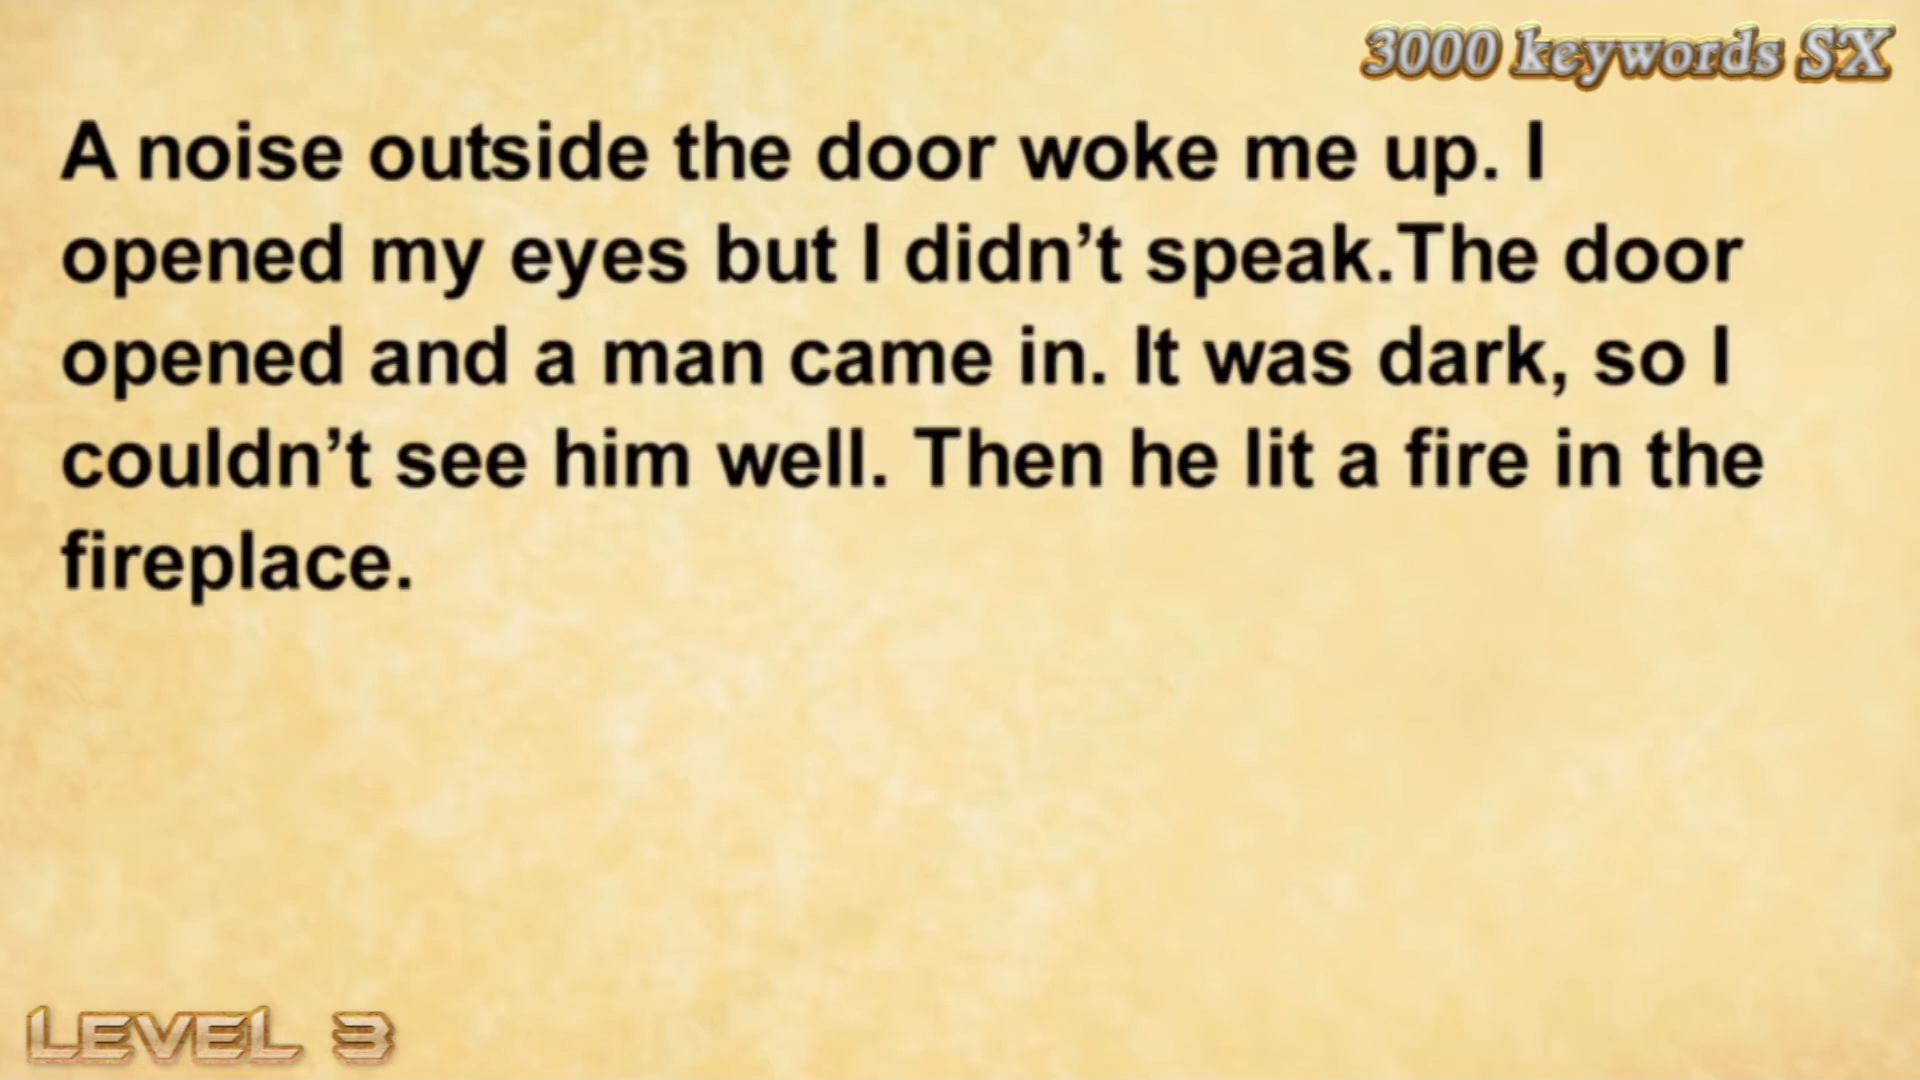 3000 keywords SX
A noise outside the door woke me up. I
opened my eyes but I didn’t speak.The door
opened and a man came in. It was dark, so I
couldn’t see him well. Then he lit a fire in the
fireplace.
LEVEL 3